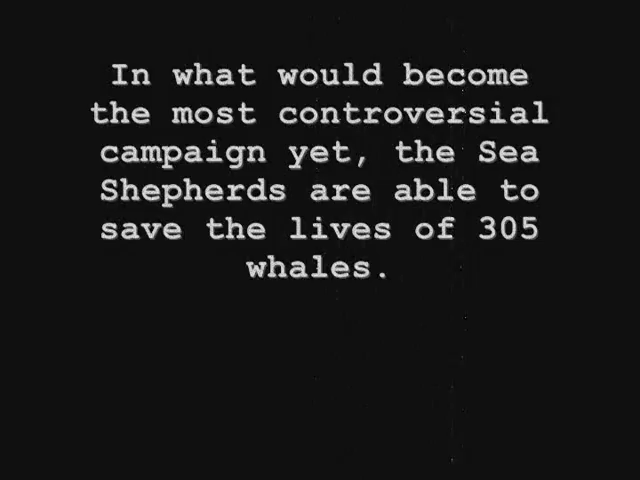 In what would become
the most controversial
campaign yet, the Sea
Shepherds are able to
save the lives of 305
whales.